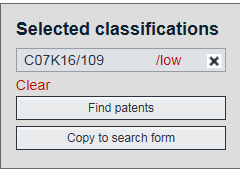 Selected classifications
C07K16/109 /low
Clear
Find patents
Copy to search form